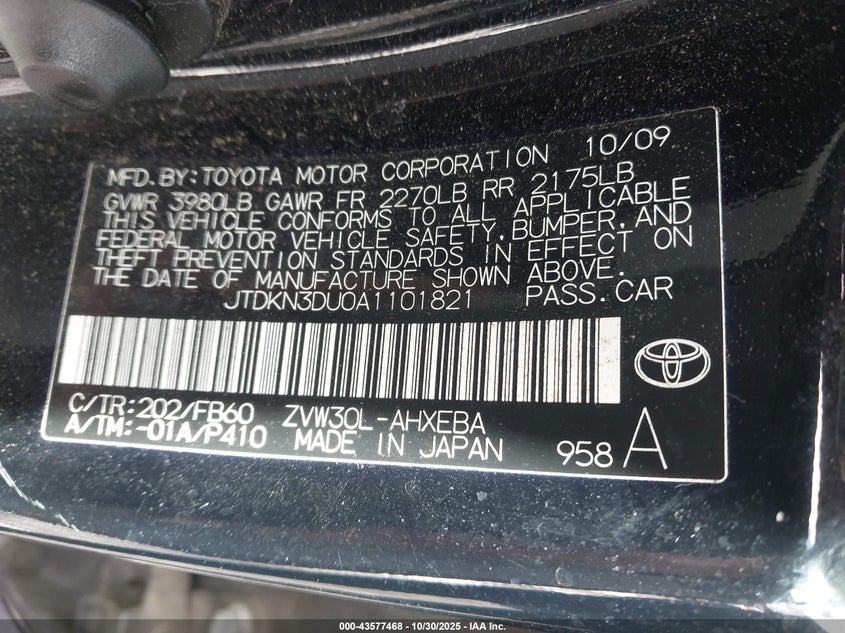 MFD.BY:TOYOTA MOTOR CORPORATION 10/09
GVWR 3980LB GAWR FR 2270LB RR 2175LB
THIS VEHICLE CONFORMS TO ALL APPLICABLE
FEDERAL MOTOR VEHICLE SAFETY,BUMPER,AND
THEFT PREVENTION STANDARDS IN EFFECT ON
THE DATE OF MANUFACTURE SHOWN ABOVE.
JTDKN3DU0A1101821 PASS.CAR
C/TR:202/FB60 ZVW30L-AHXEBA
A/TM:-01A/P410 MADE IN JAPAN 958 A
000-43577468 - 10/30/2025 - IAA Inc.